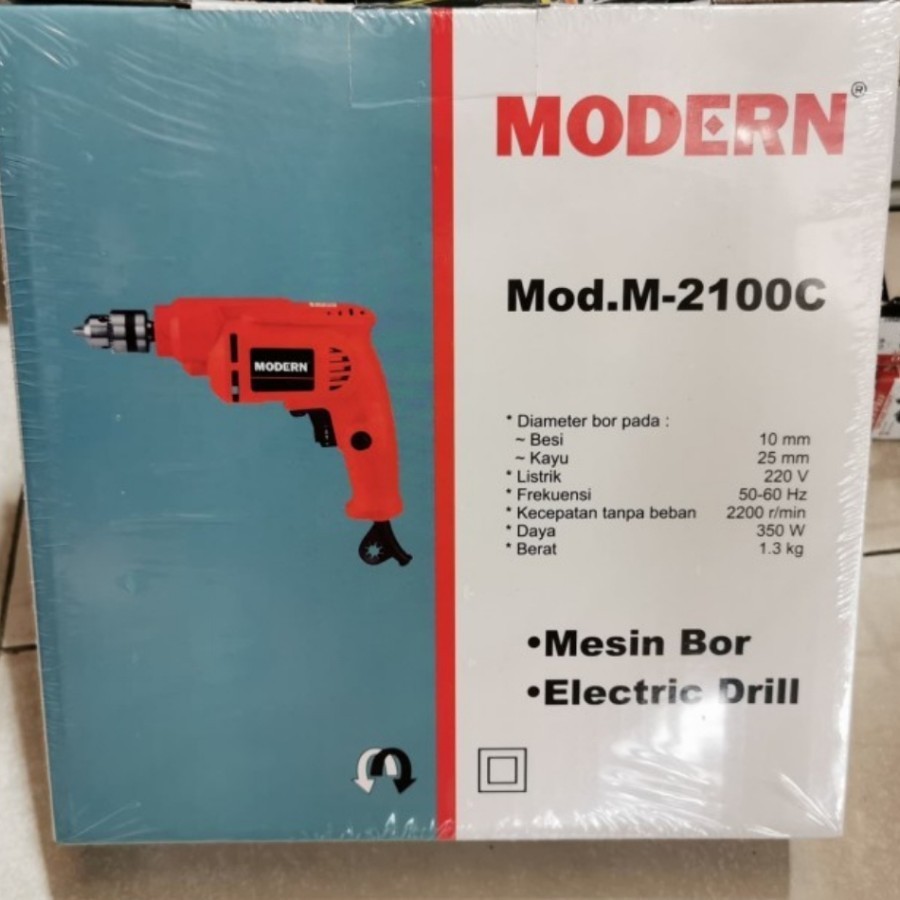 MODERN®
Mod.M-2100C
MODERN
* Diameter bor pada :
~ Besi 10 mm
~ Kayu 25 mm
* Listrik 220 V
* Frekuensi 50-60 Hz
* Kecepatan tanpa beban 2200 r/min
* Daya 350 W
* Berat 1.3 kg
•Mesin Bor
•Electric Drill